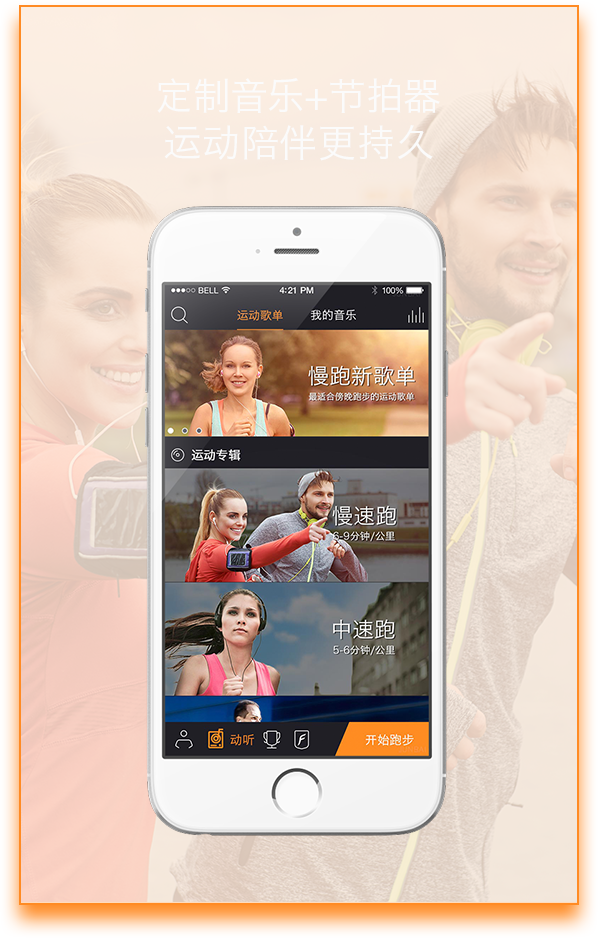 定制音乐+节拍器
运动陪伴更持久
BELL
4:21 PM
100%
运动歌单
我的音乐
慢跑新歌单
最适合傍晚跑步的运动歌单
运动专辑
慢速跑
6-9分钟/公里
中速跑
5-6分钟/公里
动听
开始跑步